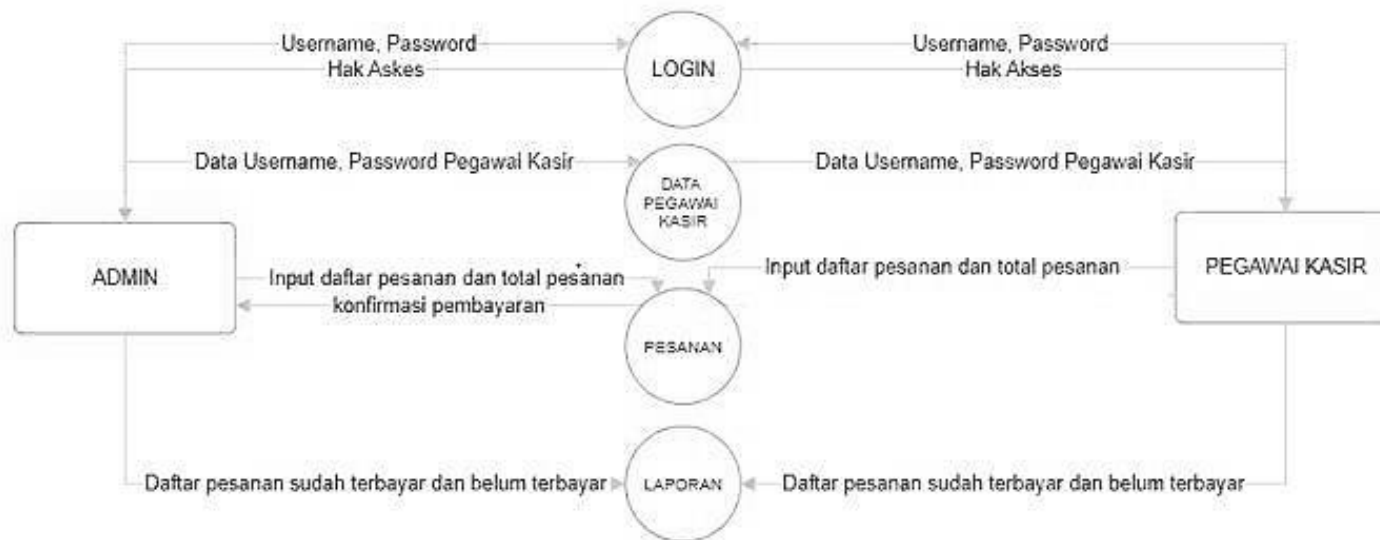 Username, Password
Hak Askes
LOGIN
Username, Password
Hak Akses
Data Username, Password Pegawai Kasir
DATA
PEGAWAI
KASIR
Data Username, Password Pegawai Kasir
ADMIN
Input daftar pesanan dan total pesanan
konfirmasi pembayaran
Input daftar pesanan dan total pesanan
PEGAWAI KASIR
PESANAN
Daftar pesanan sudah terbayar dan belum terbayar
LAPORAN
Daftar pesanan sudah terbayar dan belum terbayar